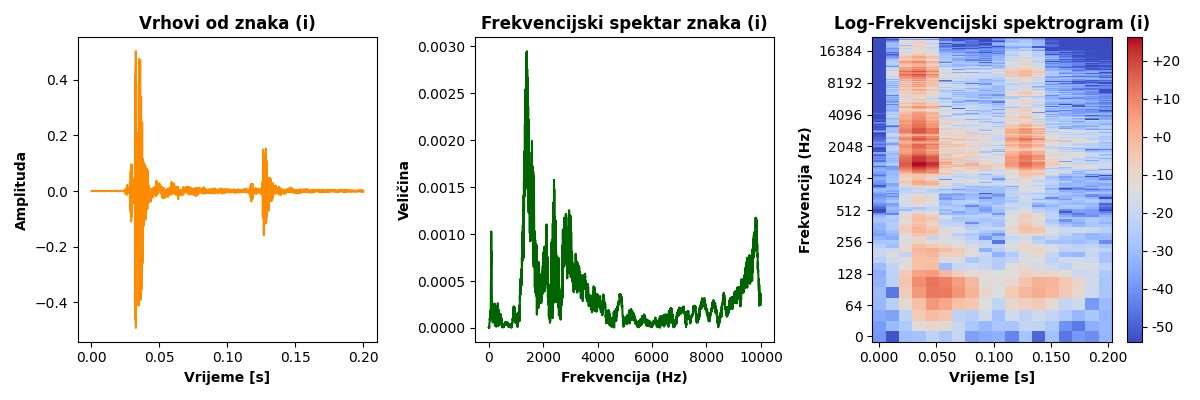 Vrhovi od znaka (i)
Amplituda
0.4
0.2
0.0
−0.2
−0.4
0.00 0.05 0.10 0.15 0.20
Vrijeme [s]
Frekvencijski spektar znaka (i)
Veličina
0.0030
0.0025
0.0020
0.0015
0.0010
0.0005
0.0000
0 2000 4000 6000 8000 10000
Frekvencija (Hz)
Log-Frekvencijski spektrogram (i)
Frekvencija (Hz)
16384
8192
4096
2048
1024
512
256
128
64
0
0.000 0.050 0.100 0.150 0.200
Vrijeme [s]
+20
+10
+0
-10
-20
-30
-40
-50